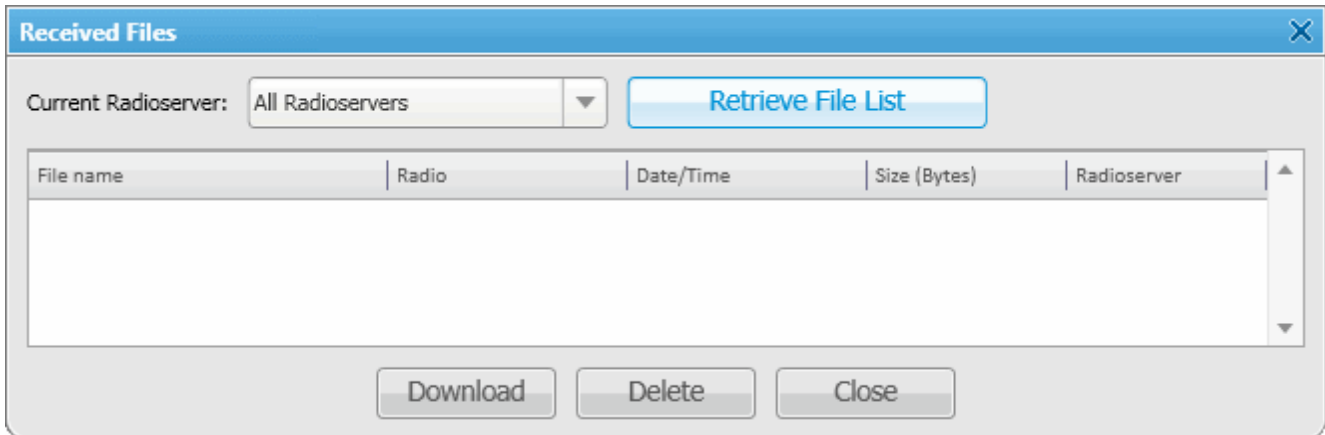 Received Files
Current Radioserver: All Radioservers Retrieve File List
File name Radio Date/Time Size (Bytes) Radioserver
Download Delete Close